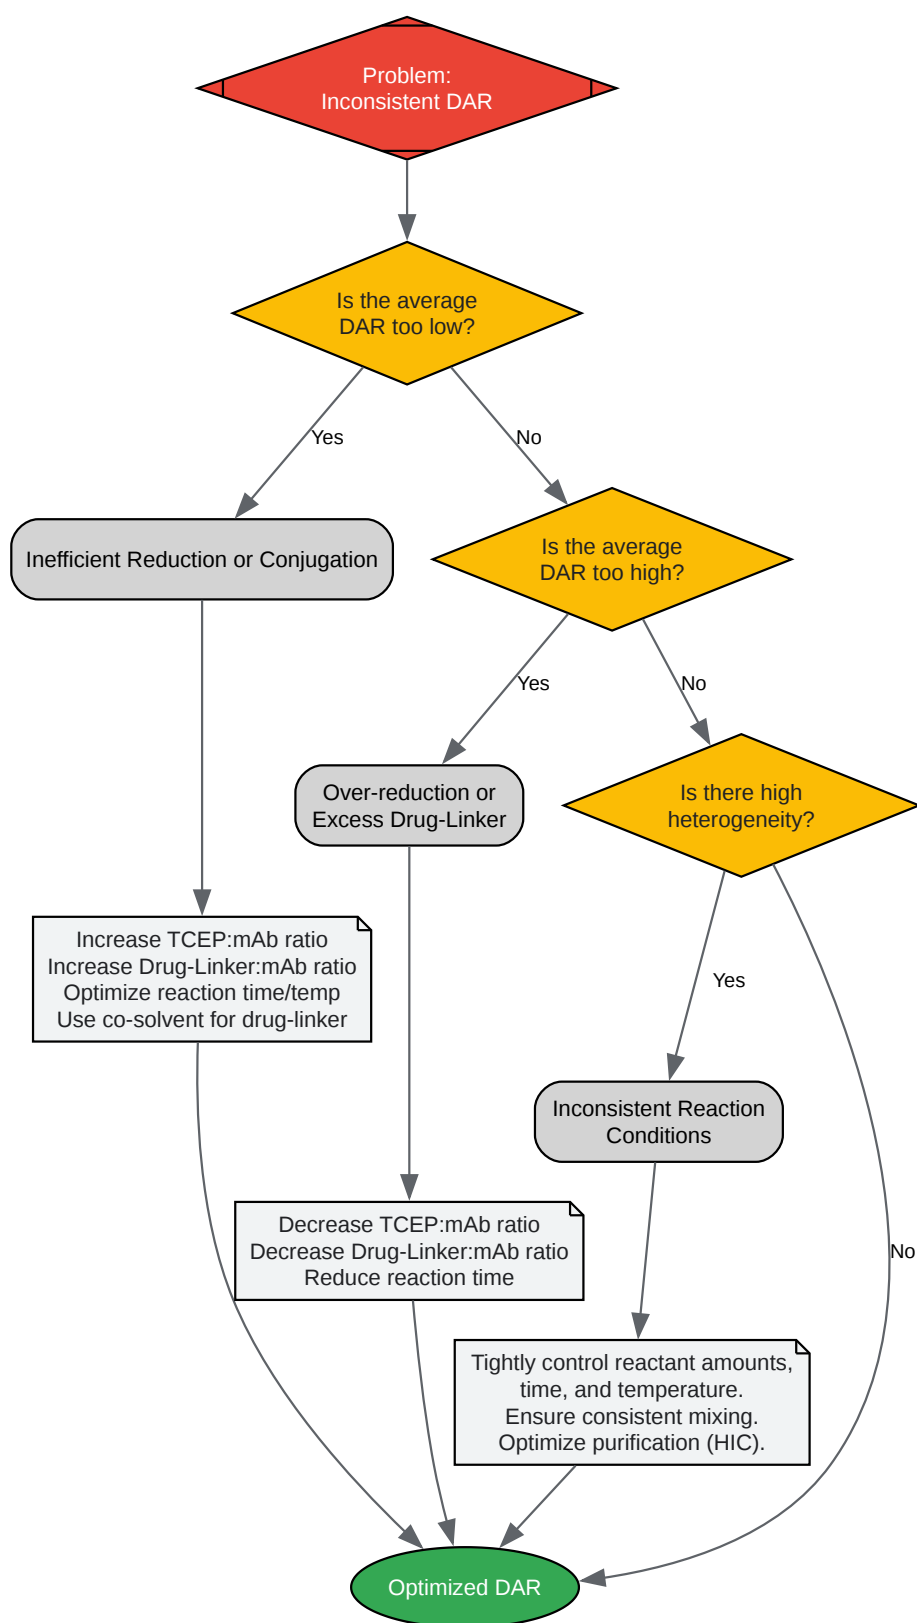 Problem:
Inconsistent DAR
Is the average
DAR too low?
Yes
No
Inefficient Reduction or Conjugation
Is the average
DAR too high?
Yes
No
Over-reduction or
Excess Drug-Linker
Is there high
heterogeneity?
Increase TCEP:mAb ratio
Increase Drug-Linker:mAb ratio
Optimize reaction time/temp
Use co-solvent for drug-linker
Yes
Inconsistent Reaction
Conditions
Decrease TCEP:mAb ratio
Decrease Drug-Linker:mAb ratio
Reduce reaction time
No
Tightly control reactant amounts,
time, and temperature.
Ensure consistent mixing.
Optimize purification (HIC).
Optimized DAR